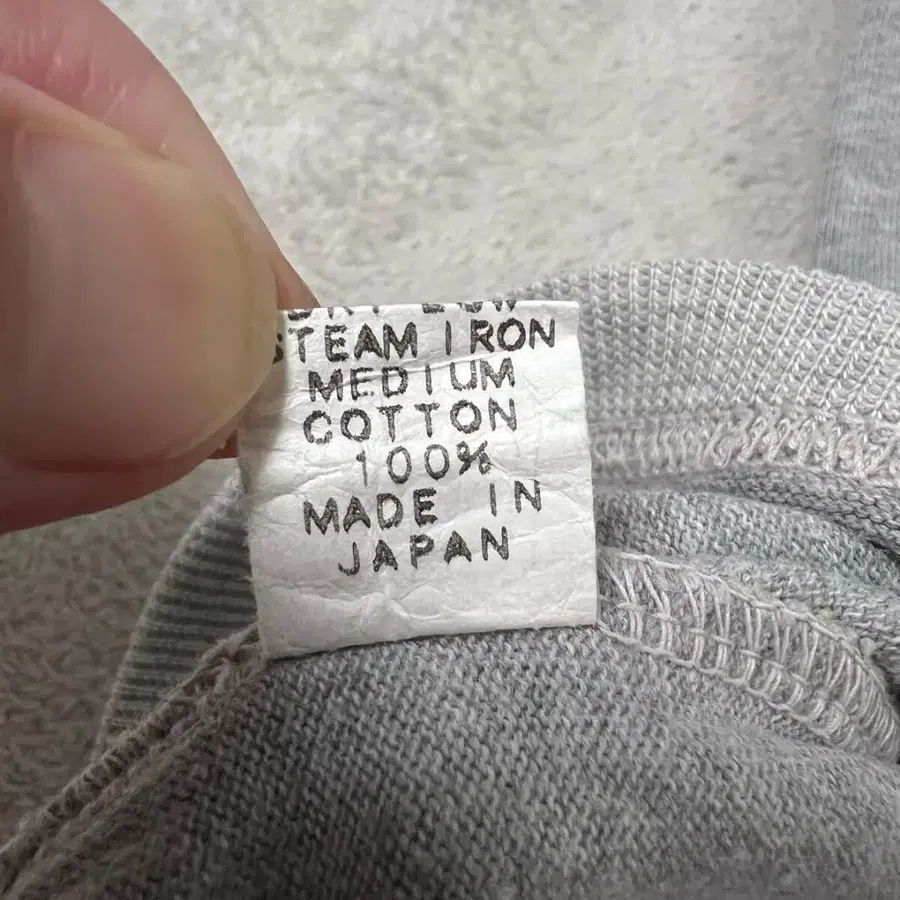 STEAM IRON
MEDIUM
COTTON
100%
MADE IN
JAPAN